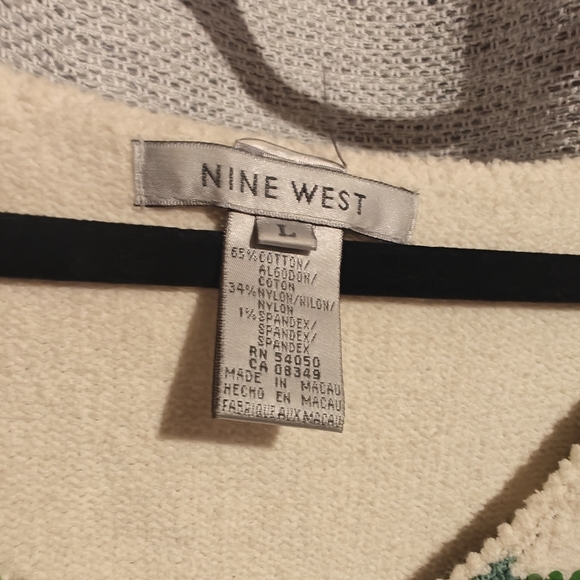 NINE WEST
L
65% COTTON/
ALGODON/
COTON
34% NYLON/NILON/
NYLON
1% SPANDEX/
SPANDEX/
SPANDEX
RN 54050
CA 08349
MADE IN MACAU
HECHO EN MACAU
FABRIQUE AUX MACAU